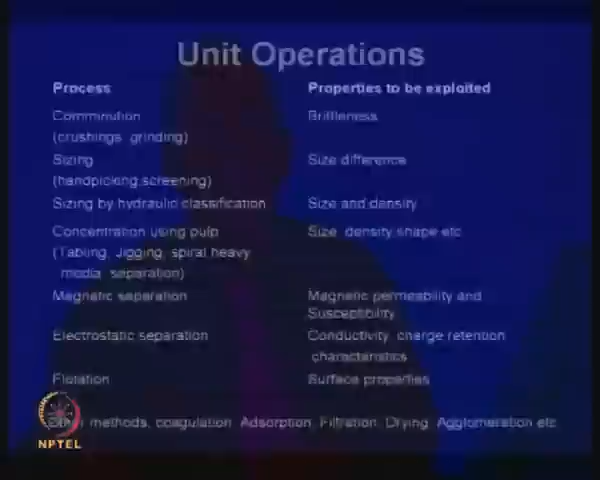 Unit Operations
Process Properties to be exploited
Comminution Brittleness
(crushings, grinding)
Sizing Size difference
(handpicking,screening)
Sizing by hydraulic classification Size and density
Concentration using pulp Size, density shape etc
(Tabling, Jigging, spiral heavy
media separation)
Magnetic separation Magnetic permeability and
Susceptibility
Electrostatic separation Conductivity, charge retention
characteristics
Flotation Surface properties
Other methods, coagulation, Adsorption, Filtration, Drying, Agglomeration etc
NPTEL